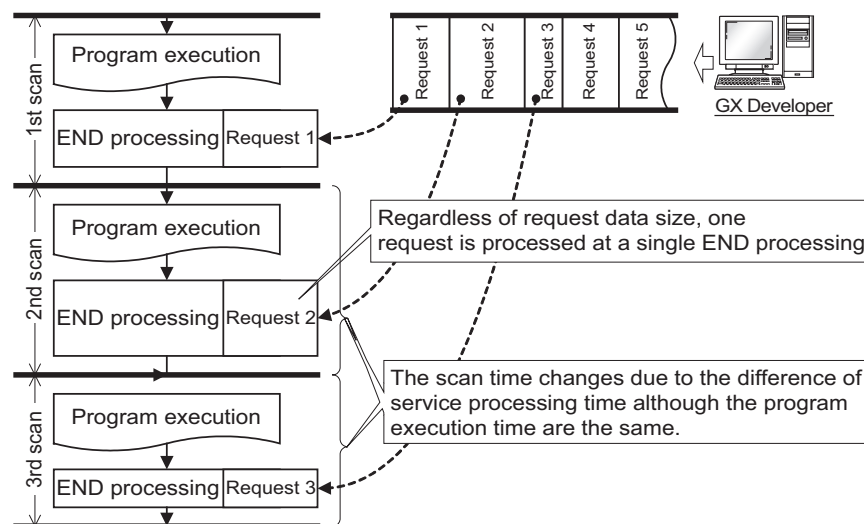 1st scan
Program execution
END processing
Request 1
Request 1
Request 2
Request 3
Request 4
Request 5
GX Developer
2nd scan
Program execution
END processing
Request 2
Regardless of request data size, one
request is processed at a single END processing
3rd scan
Program execution
END processing
Request 3
The scan time changes due to the difference of
service processing time although the program
execution time are the same.